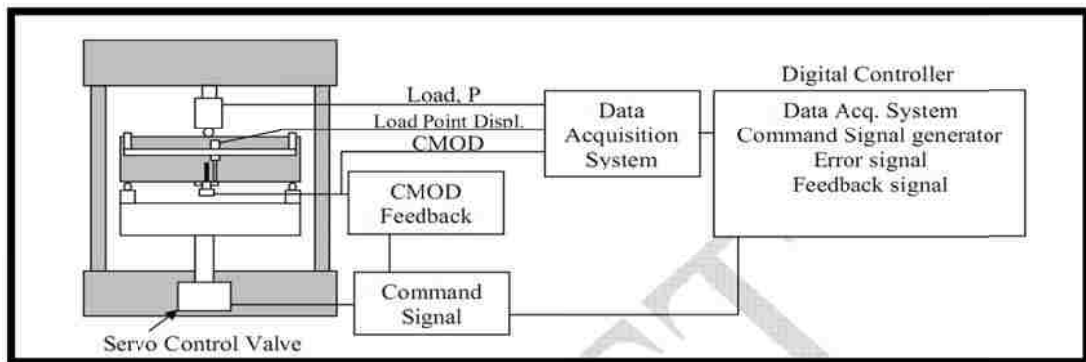 Digital Controller
Load, P
Load Point Displ.
CMOD
Data
Acquisition
System
Data Acq. System
Command Signal generator
Error signal
Feedback signal
CMOD
Feedback
Command
Signal
Servo Control Valve